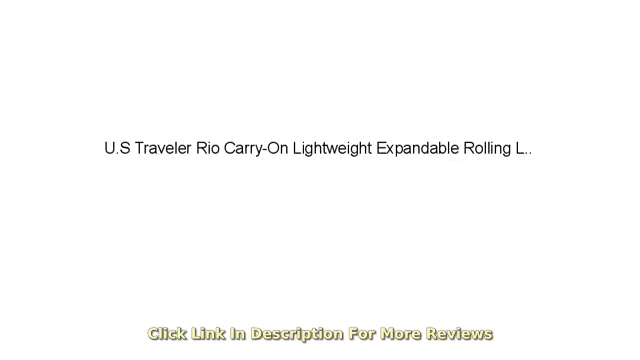 U.S Traveler Rio Carry-On Lightweight Expandable Rolling L..
Click Link In Description For More Reviews